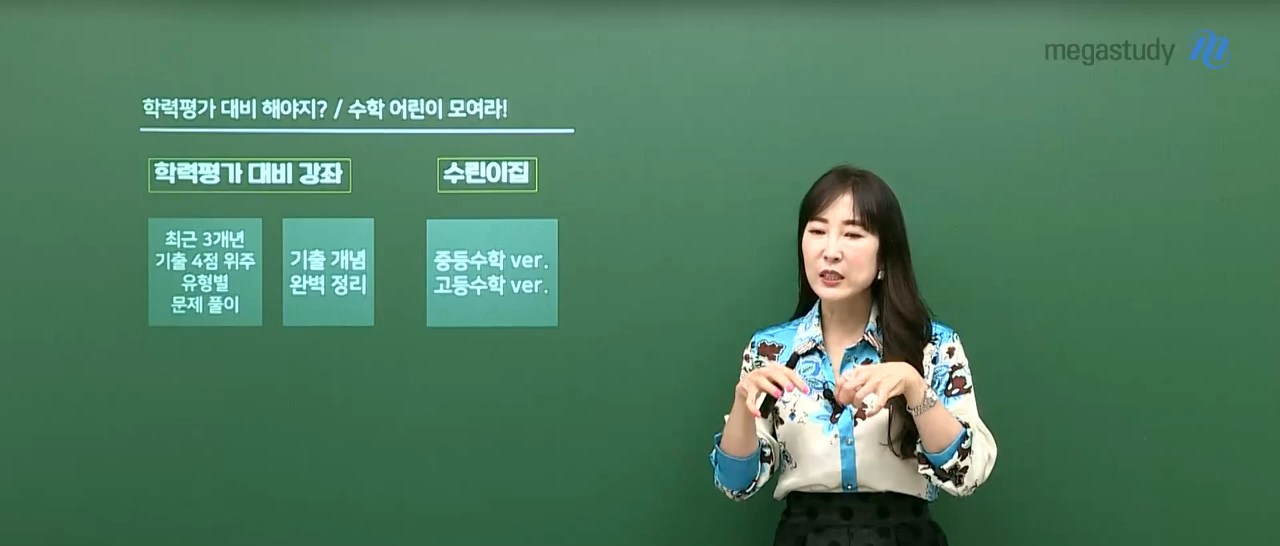 megastudy
학력평가 대비 해야지? / 수학 어린이 모여라!
학력평가 대비 강좌
수린이집
최근 3개년
기출 4점 위주
유형별
문제 풀이
기출 개념
완벽 정리
중등수학 ver.
고등수학 ver.